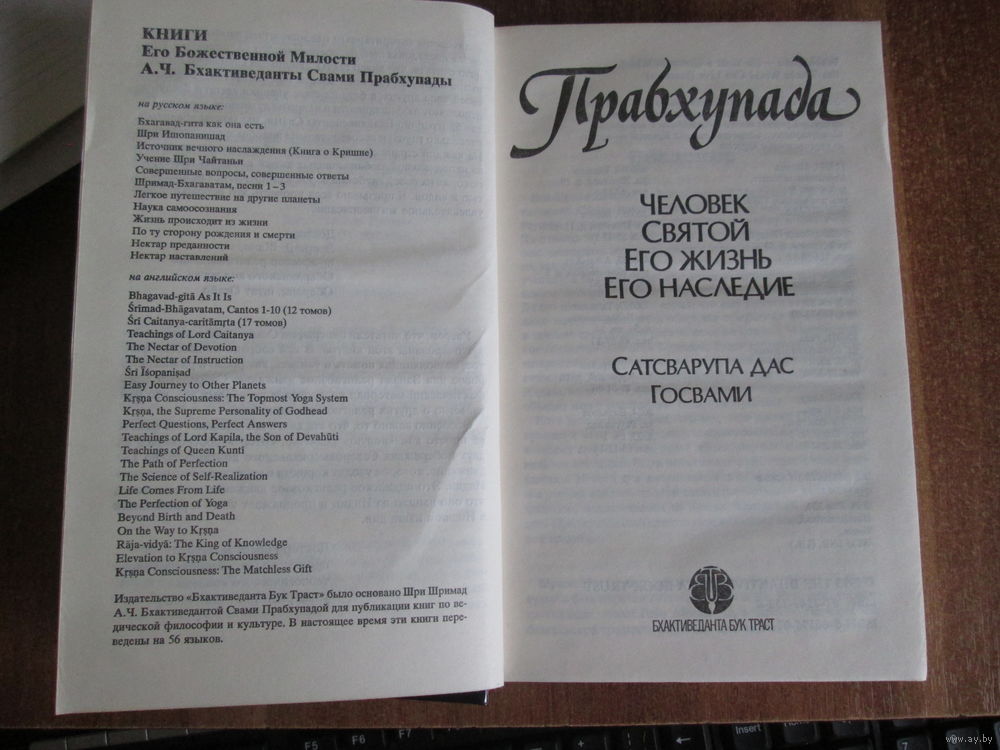 КНИГИ
Его Божественной Милости
А.Ч. Бхактиведанты Свами Прабхупады
на русском языке:
Бхагавад-гита как она есть
Шри Ишопанишад
Источник вечного наслаждения (Книга о Кришне)
Учение Шри Чайтаньи
Совершенные вопросы, совершенные ответы
Шримад-Бхагаватам, песни 1–3
Легкое путешествие на другие планеты
Наука самоосознания
Жизнь происходит из жизни
По ту сторону рождения и смерти
Нектар преданности
Нектар наставлений
на английском языке:
Bhagavad-gītā As It Is
Śrīmad-Bhāgavatam, Cantos 1-10 (12 томов)
Śrī Caitanya-caritāmṛta (17 томов)
Teachings of Lord Caitanya
The Nectar of Devotion
The Nectar of Instruction
Śrī Īśopaniṣad
Easy Journey to Other Planets
Kṛṣṇa Consciousness: The Topmost Yoga System
Kṛṣṇa, the Supreme Personality of Godhead
Perfect Questions, Perfect Answers
Teachings of Lord Kapila, the Son of Devahūti
Teachings of Queen Kuntī
The Path of Perfection
The Science of Self-Realization
Life Comes From Life
The Perfection of Yoga
Beyond Birth and Death
On the Way to Kṛṣṇa
Rāja-vidyā: The King of Knowledge
Elevation to Kṛṣṇa Consciousness
Kṛṣṇa Consciousness: The Matchless Gift
Издательство «Бхактиведанта Бук Траст» было основано Шри Шримад
А.Ч. Бхактиведантой Свами Прабхупадой для публикации книг по ве-
дической философии и культуре. В настоящее время эти книги пере-
ведены на 56 языков.
Прабхупада
ЧЕЛОВЕК
СВЯТОЙ
ЕГО ЖИЗНЬ
ЕГО НАСЛЕДИЕ
САТСВАРУПА ДАС
ГОСВАМИ
БХАКТИВЕДАНТА БУК ТРАСТ
F5
F6
F7
Insert
www.ay.by